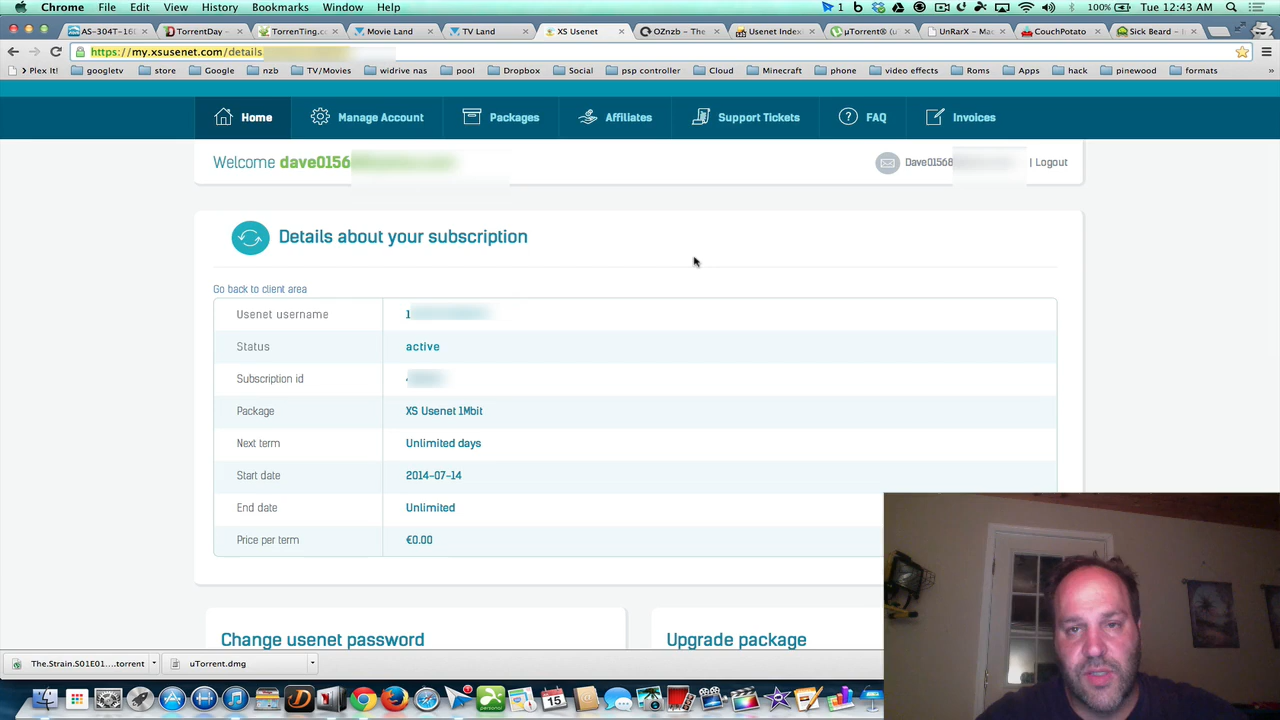 Chrome File Edit View History Bookmarks Window Help 1 100% Tue 12:43 AM
AS-304T-16 TorrentDay - TorrenTing.c Movie Land TV Land XS Usenet OZnzb - The Usenet Index µTorrent® (u UnRarX - Mac CouchPotato Sick Beard - In
https://my.xsusenet.com/details
Plex It! googletv store Google nzb TV/Movies widrive nas pool Dropbox Social psp controller Cloud Minecraft phone video effects Roms Apps hack pinewood formats »
Home Manage Account Packages Affiliates Support Tickets FAQ Invoices
Welcome dave0156 Dave01568 | Logout
Details about your subscription
Go back to client area
Usenet username 1
Status active
Subscription id
Package XS Usenet 1Mbit
Next term Unlimited days
Start date 2014-07-14
End date Unlimited
Price per term €0.00
Change usenet password Upgrade package
The.Strain.S01E01....torrent uTorrent.dmg